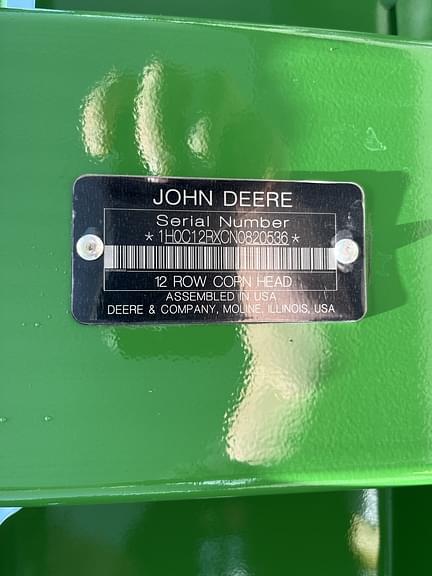 JOHN DEERE
Serial Number
*1H0C12RXCN0820536*
12 ROW CORN HEAD
ASSEMBLED IN USA
DEERE & COMPANY, MOLINE, ILLINOIS, USA